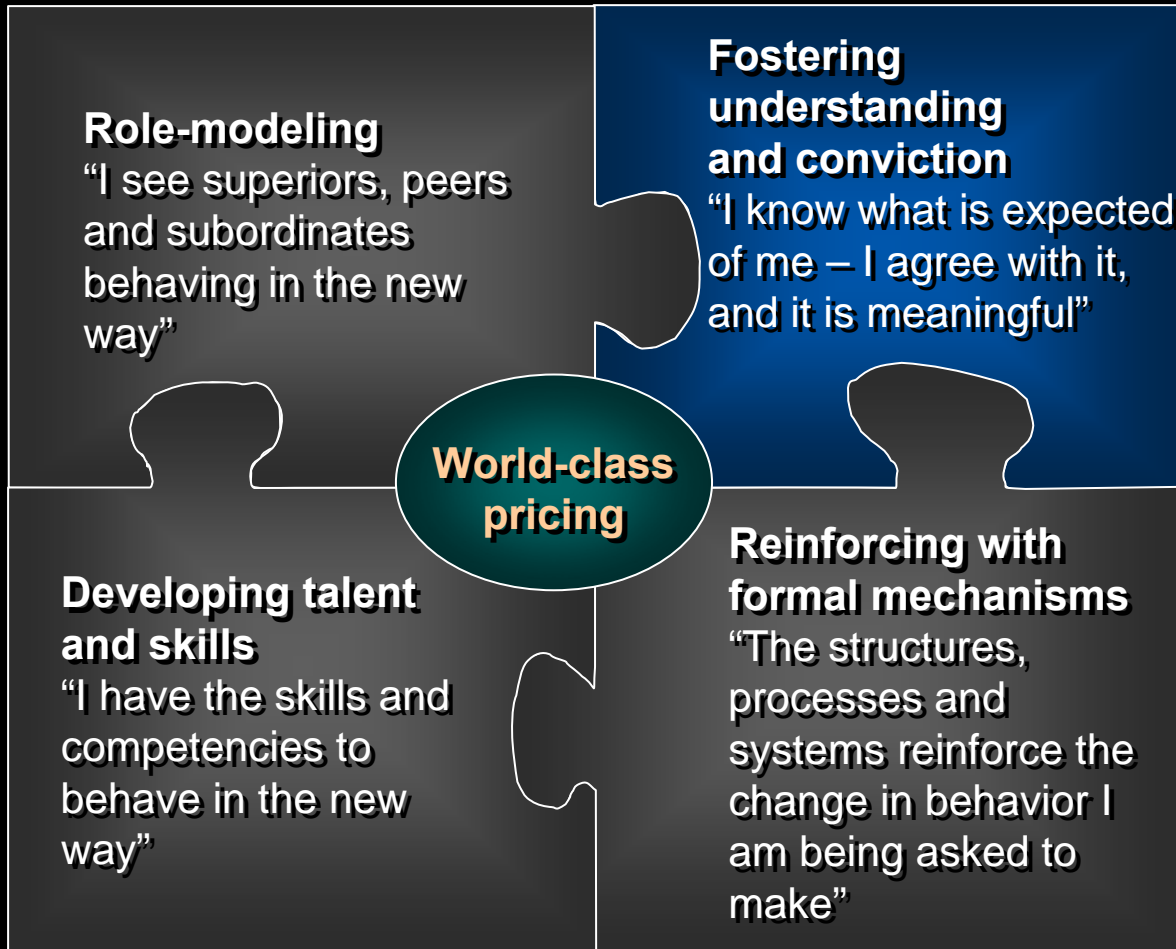 Role-modeling
“I see superiors, peers
and subordinates
behaving in the new
way”
Fostering
understanding
and conviction
“I know what is expected
of me – I agree with it,
and it is meaningful”
World-class
pricing
Developing talent
and skills
“I have the skills and
competencies to
behave in the new
way”
Reinforcing with
formal mechanisms
“The structures,
processes and
systems reinforce the
change in behavior I
am being asked to
make”